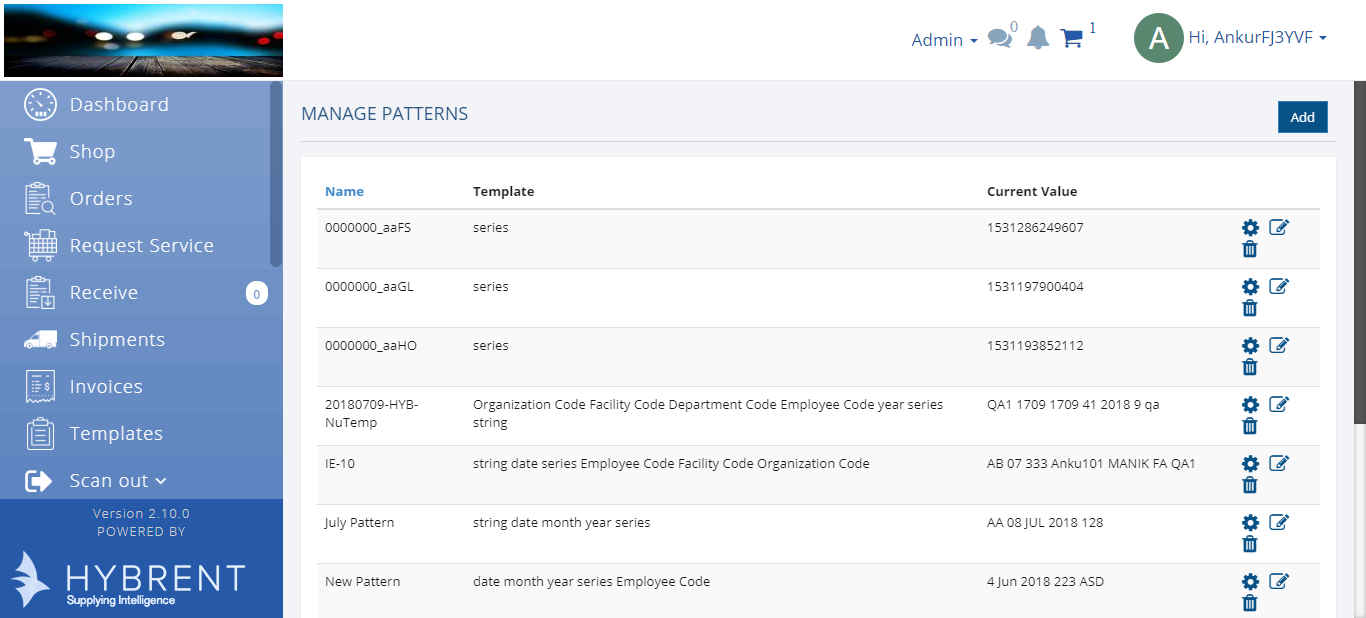 Admin 0 1 A Hi, AnkurFJ3YVF
Dashboard
Shop
Orders
Request Service
Receive 0
Shipments
Invoices
Templates
Scan out
Version 2.10.0
POWERED BY
HYBRENT
Supplying Intelligence
MANAGE PATTERNS
Add
Name Template Current Value
0000000_aaFS series 1531286249607
0000000_aaGL series 1531197900404
0000000_aaHO series 1531193852112
20180709-HYB- Organization Code Facility Code Department Code Employee Code year series QA1 1709 1709 41 2018 9 qa
NuTemp string
IE-10 string date series Employee Code Facility Code Organization Code AB 07 333 Anku101 MANIK FA QA1
July Pattern string date month year series AA 08 JUL 2018 128
New Pattern date month year series Employee Code 4 Jun 2018 223 ASD